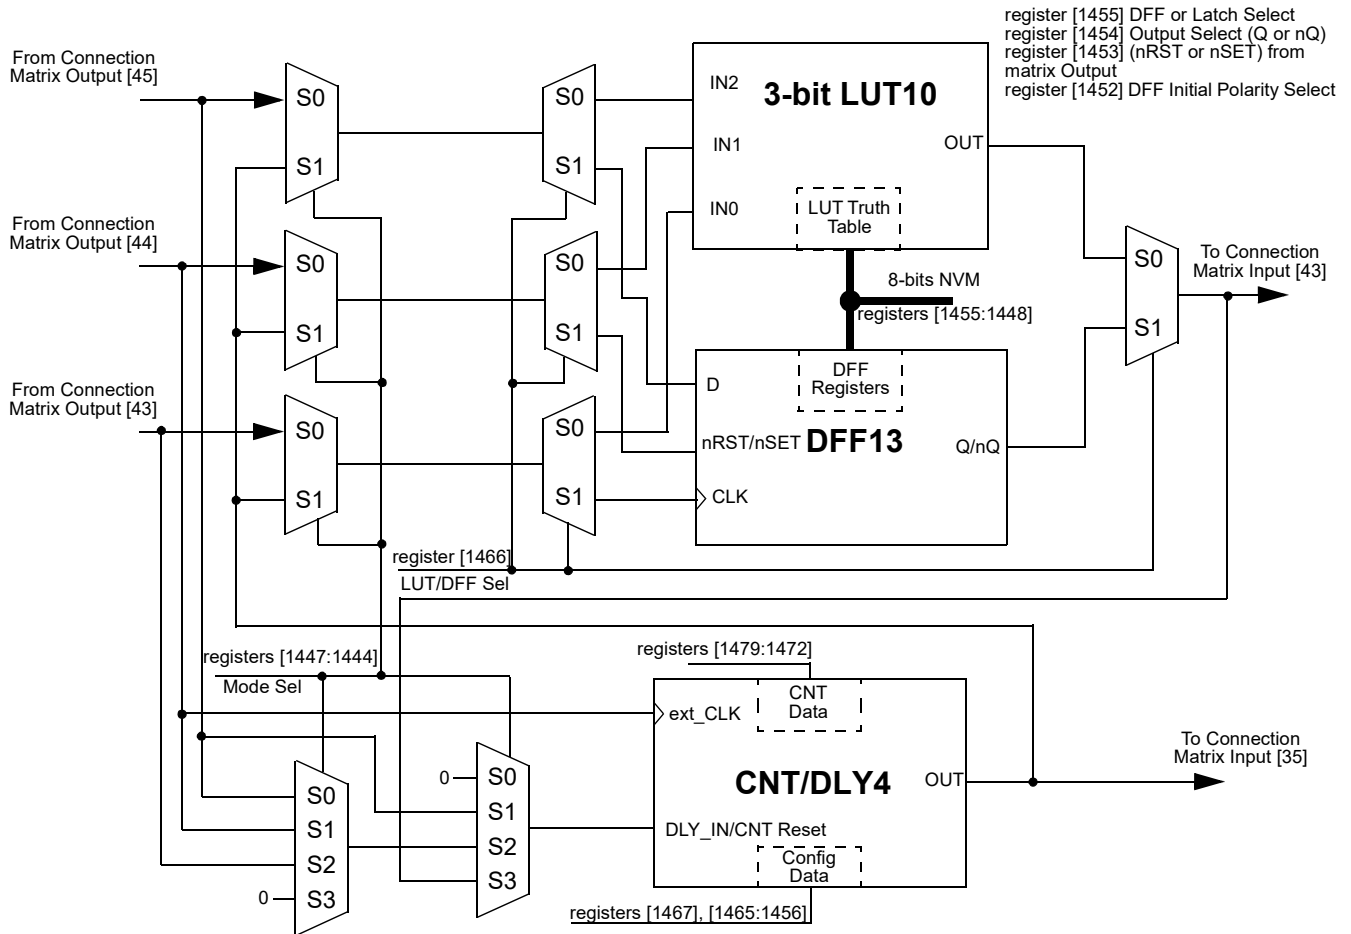 register [1455] DFF or Latch Select
register [1454] Output Select (Q or nQ)
register [1453] (nRST or nSET) from
matrix Output
register [1452] DFF Initial Polarity Select
From Connection
Matrix Output [45]
S0
S1
S0
S1
IN2
3-bit LUT10
IN1
OUT
IN0
LUT Truth
Table
From Connection
Matrix Output [44]
S0
S1
S0
S1
8-bits NVM
registers [1455:1448]
S0
S1
To Connection
Matrix Input [43]
From Connection
Matrix Output [43]
S0
S1
S0
S1
DFF
Registers
D
nRST/nSET
DFF13
Q/nQ
CLK
register [1466]
LUT/DFF Sel
registers [1447:1444]
Mode Sel
registers [1479:1472]
CNT
Data
ext_CLK
CNT/DLY4
OUT
To Connection
Matrix Input [35]
DLY_IN/CNT Reset
Config
Data
S0
S1
S2
0
S3
0
S0
S1
S2
S3
registers [1467], [1465:1456]